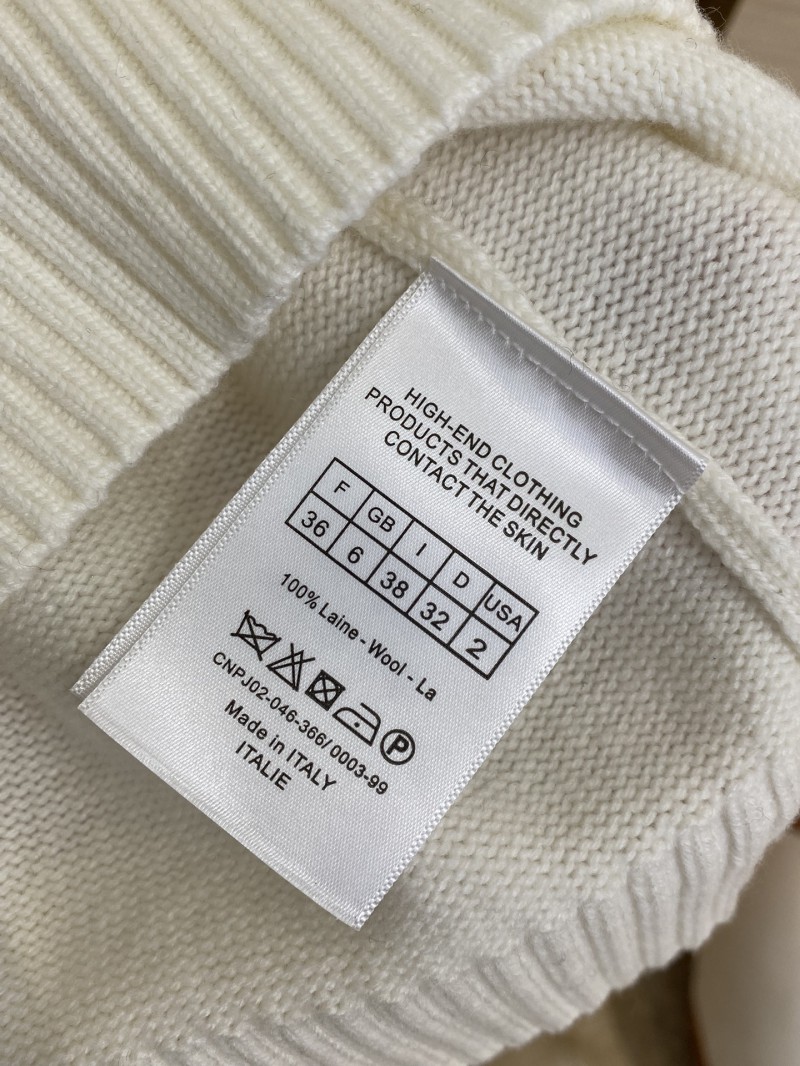 HIGH-END CLOTHING
PRODUCTS THAT DIRECTLY
CONTACT THE SKIN
F GB I D USA
36 6 38 32 2
100% Laine - Wool - La
P
CNPJ02-046-366/ 0003-99
Made in ITALY
ITALIE